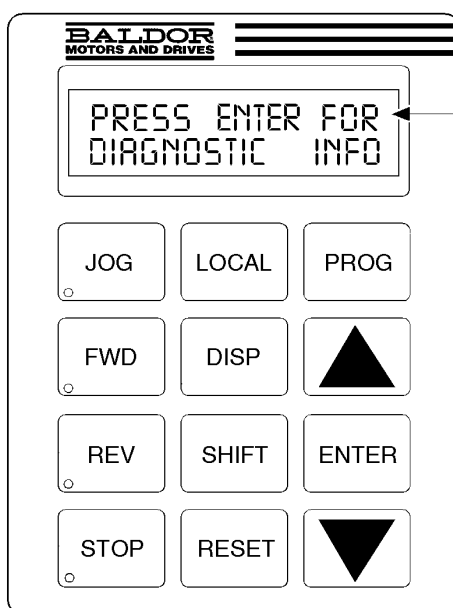 BALDOR
MOTORS AND DRIVES
PRESS ENTER FOR
DIAGNOSTIC INFO
JOG LOCAL PROG
FWD DISP
REV SHIFT ENTER
STOP RESET